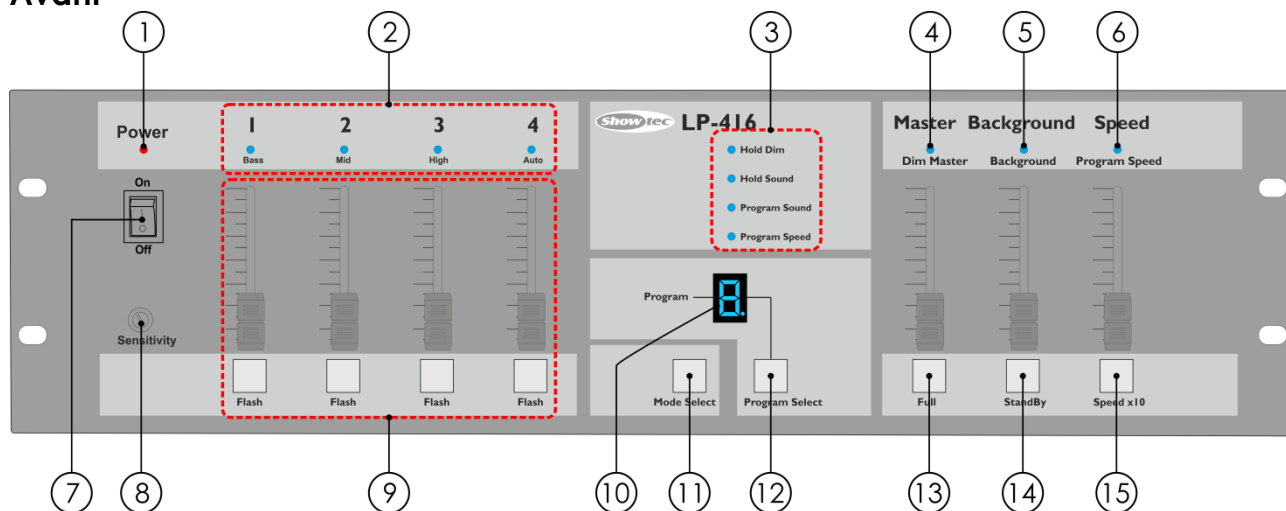 Avant
1 2 3 4 5 6
Power 1 2 3 4 Showtec LP-416 Master Background Speed
Bass Mid High Auto Hold Dim Dim Master Background Program Speed
Hold Sound
On
Program Sound
Program Speed
Off
Program
Sensitivity
Flash Flash Flash Flash Mode Select Program Select Full StandBy Speed x10
7 8 9 10 11 12 13 14 15